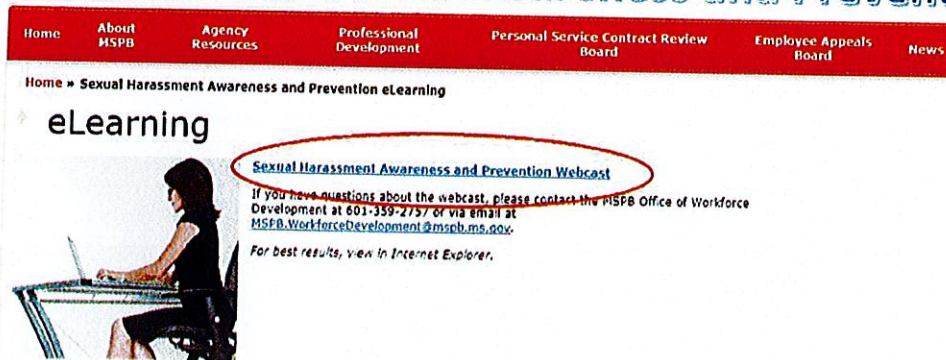 Home
About MSPB
Agency Resources
Professional Development
Personal Service Contract Review Board
Employee Appeals Board
News
Home » Sexual Harassment Awareness and Prevention eLearning
eLearning
Sexual Harassment Awareness and Prevention Webcast
If you have questions about the webcast, please contact the MSPB Office of Workforce
Development at 601-359-2757 or via email at
MSPB.WorkforceDevelopment@mspb.ms.gov.
For best results, view in Internet Explorer.